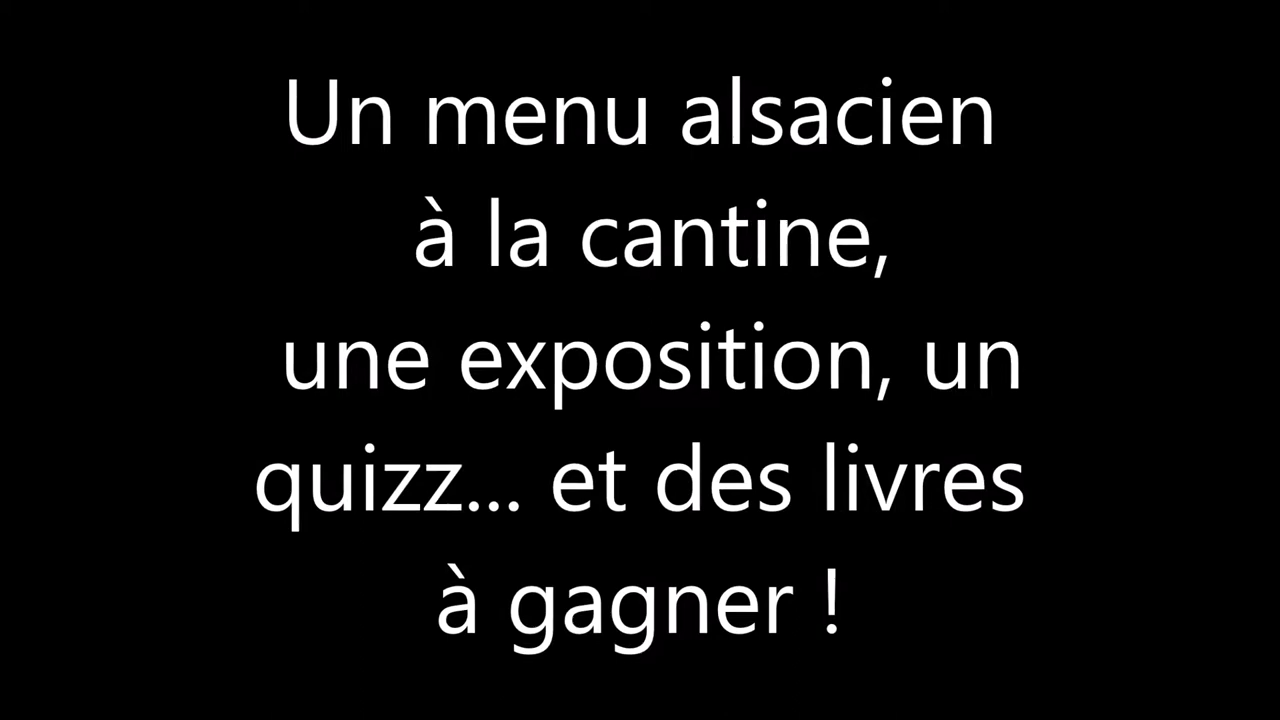 Un menu alsacien
à la cantine,
une exposition, un
quizz... et des livres
à gagner !